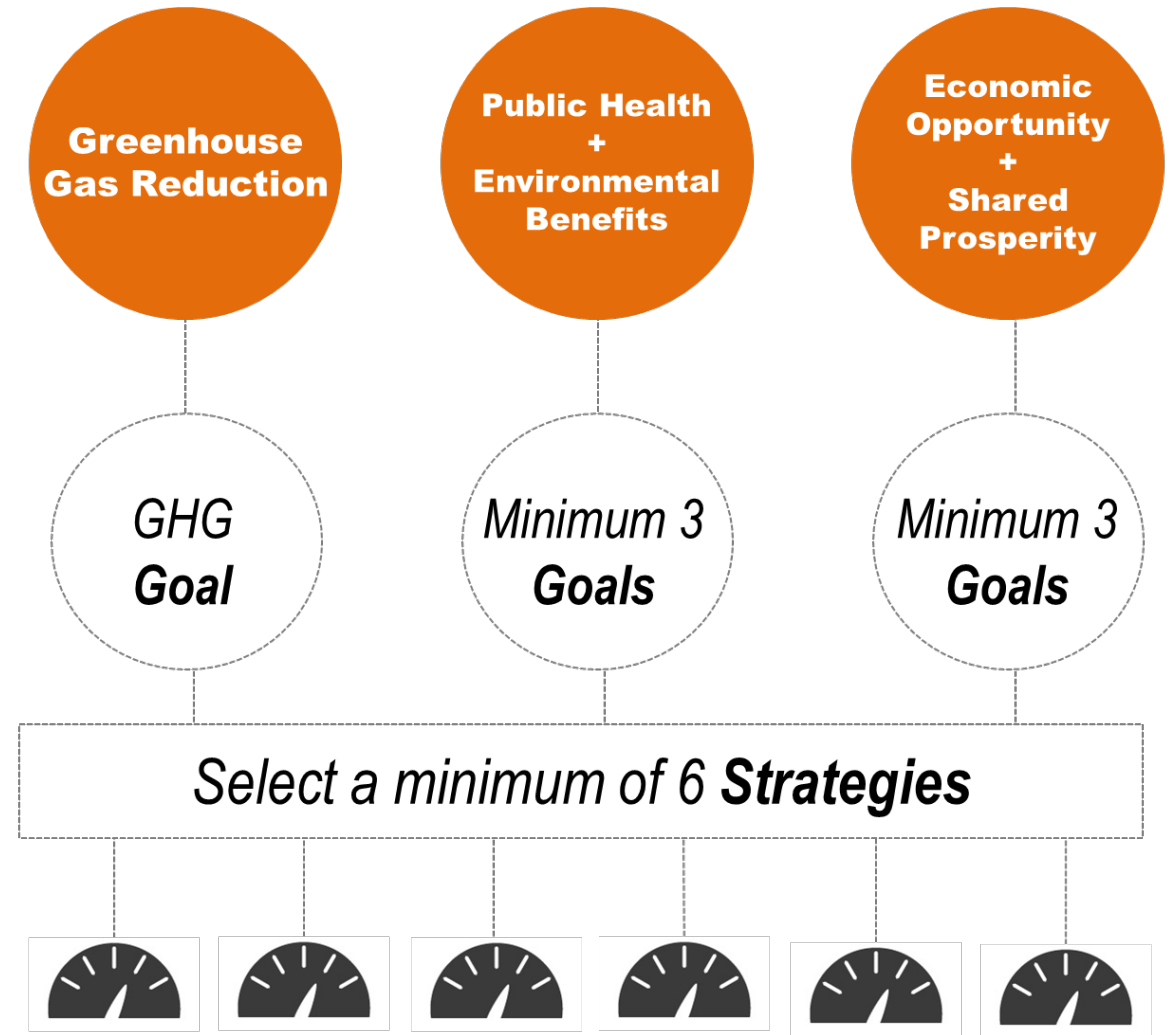 Greenhouse
Gas Reduction
Public Health
+
Environmental
Benefits
Economic
Opportunity
+
Shared
Prosperity
GHG
Goal
Minimum 3
Goals
Minimum 3
Goals
Select a minimum of 6 Strategies